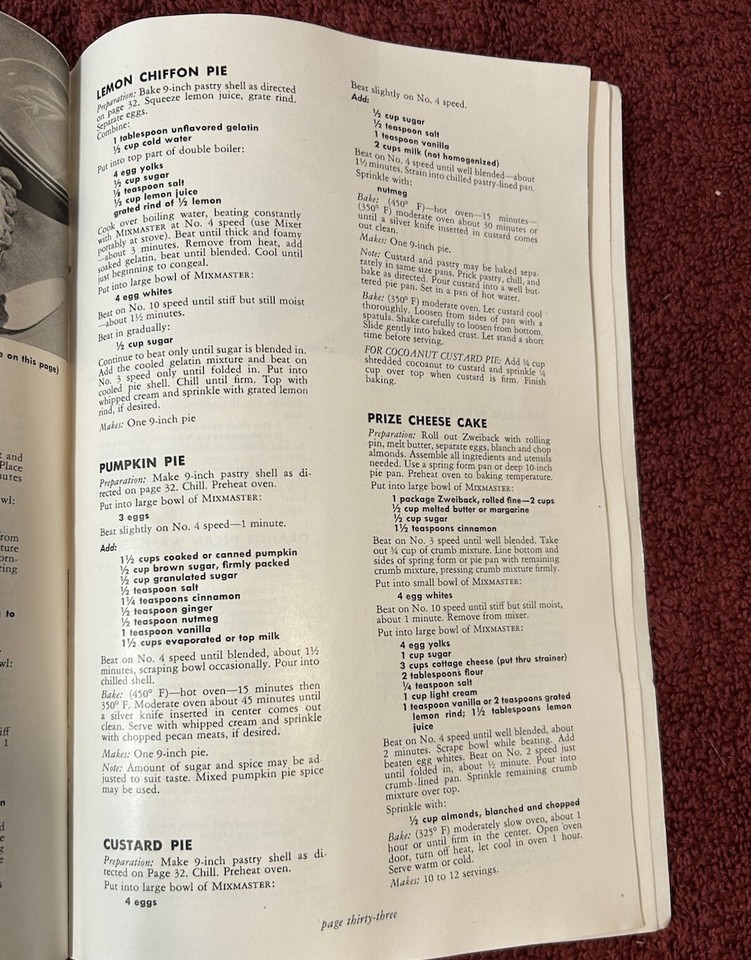 e on this page)
t and
Place
nutes
wl:
rom
ture
orn-
ring
to
wl:
iff
1
n
d
e
g
e
s
LEMON CHIFFON PIE
Preparation: Bake 9-inch pastry shell as directed
on page 32. Squeeze lemon juice, grate rind.
Separate eggs.
Combine:
1 tablespoon unflavored gelatin
½ cup cold water
Put into top part of double boiler:
4 egg yolks
½ cup sugar
¼ teaspoon salt
⅓ cup lemon juice
grated rind of ½ lemon
Cook over boiling water, beating constantly
with MIXMASTER at No. 4 speed (use Mixer
portably at stove). Beat until thick and foamy
—about 3 minutes. Remove from heat, add
soaked gelatin, beat until blended. Cool until
just beginning to congeal.
Put into large bowl of MIXMASTER:
4 egg whites
Beat on No. 10 speed until stiff but still moist
—about 1½ minutes.
Beat in gradually:
½ cup sugar
Continue to beat only until sugar is blended in.
Add the cooled gelatin mixture and beat on
No. 3 speed only until folded in. Put into
cooled pie shell. Chill until firm. Top with
whipped cream and sprinkle with grated lemon
rind, if desired.
Makes: One 9-inch pie
PUMPKIN PIE
Preparation: Make 9-inch pastry shell as di-
rected on page 32. Chill. Preheat oven.
Put into large bowl of MIXMASTER:
3 eggs
Beat slightly on No. 4 speed—1 minute.
Add:
1½ cups cooked or canned pumpkin
½ cup brown sugar, firmly packed
½ cup granulated sugar
½ teaspoon salt
1¼ teaspoons cinnamon
½ teaspoon ginger
½ teaspoon nutmeg
1 teaspoon vanilla
1½ cups evaporated or top milk
Beat on No. 4 speed until blended, about 1½
minutes, scraping bowl occasionally. Pour into
chilled shell.
Bake: (450° F)—hot oven—15 minutes then
350° F. Moderate oven about 45 minutes until
a silver knife inserted in center comes out
clean. Serve with whipped cream and sprinkle
with chopped pecan meats, if desired.
Makes: One 9-inch pie.
Note: Amount of sugar and spice may be ad
justed to suit taste. Mixed pumpkin pie spice
may be used.
CUSTARD PIE
Preparation: Make 9-inch pastry shell as di-
rected on Page 32. Chill. Preheat oven.
Put into large bowl of MIXMASTER:
4 eggs
Beat slightly on No. 4 speed.
Add:
½ cup sugar
½ teaspoon salt
1 teaspoon vanilla
2 cups milk (not homogenized)
Beat on No. 4 speed until well blended—about
1½ minutes. Strain into chilled pastry-lined pan.
Sprinkle with:
nutmeg
Bake: (450° F)—hot oven—15 minutes—
(350° F) moderate oven about 30 minutes or
until a silver knife inserted in custard comes
out clean.
Makes: One 9-inch pie.
Note: Custard and pastry may be baked sepa-
rately in same size pans. Prick pastry, chill, and
bake as directed. Pour custard into a well but-
tered pie pan. Set in a pan of hot water.
Bake: (350° F) moderate oven. Let custard cool
thoroughly. Loosen from sides of pan with a
spatula. Shake carefully to loosen from bottom.
Slide gently into baked crust. Let stand a short
time before serving.
FOR COCOANUT CUSTARD PIE: Add ¼ cup
shredded cocoanut to custard and sprinkle ¼
cup over top when custard is firm. Finish
baking.
PRIZE CHEESE CAKE
Preparation: Roll out Zweiback with rolling
pin, melt butter, separate eggs, blanch and chop
almonds. Assemble all ingredients and utensils
needed. Use a spring form pan or deep 10-inch
pie pan. Preheat oven to baking temperature.
Put into large bowl of MIXMASTER:
1 package Zweiback, rolled fine—2 cups
½ cup melted butter or margarine
½ cup sugar
1½ teaspoons cinnamon
Beat on No. 3 speed until well blended. Take
out ¾ cup of crumb mixture. Line bottom and
sides of spring form or pie pan with remaining
crumb mixture, pressing crumb mixture firmly.
Put into small bowl of MIXMASTER:
4 egg whites
Beat on No. 10 speed until stiff but still moist,
about 1 minute. Remove from mixer.
Put into large bowl of MIXMASTER:
4 egg yolks
1 cup sugar
3 cups cottage cheese (put thru strainer)
2 tablespoons flour
¼ teaspoon salt
1 cup light cream
1 teaspoon vanilla or 2 teaspoons grated
lemon rind; 1½ tablespoons lemon
juice
Beat on No. 4 speed until well blended, about
2 minutes. Scrape bowl while beating. Add
beaten egg whites. Beat on No. 2 speed just
until folded in, about ½ minute. Pour into
crumb-lined pan. Sprinkle remaining crumb
mixture over top.
Sprinkle with:
½ cup almonds, blanched and chopped
Bake: (325° F) moderately slow oven, about 1
hour or until firm in the center. Open oven
door, turn off heat, let cool in oven 1 hour.
Serve warm or cold.
Makes: 10 to 12 servings.
page thirty-three